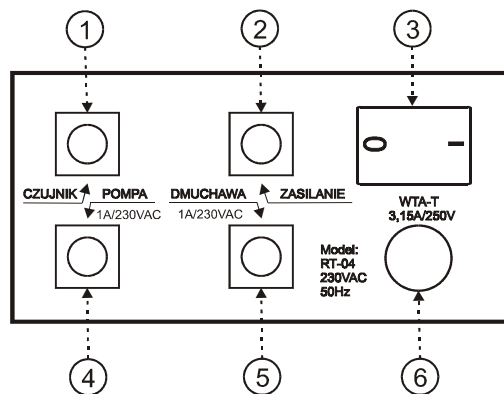 1 2 3
O I
CZUJNIK POMPA DMUCHAWA ZASILANIE
1A/230VAC 1A/230VAC
WTA-T
3,15A/250V
Model:
RT-04
230VAC
50Hz
4 5 6